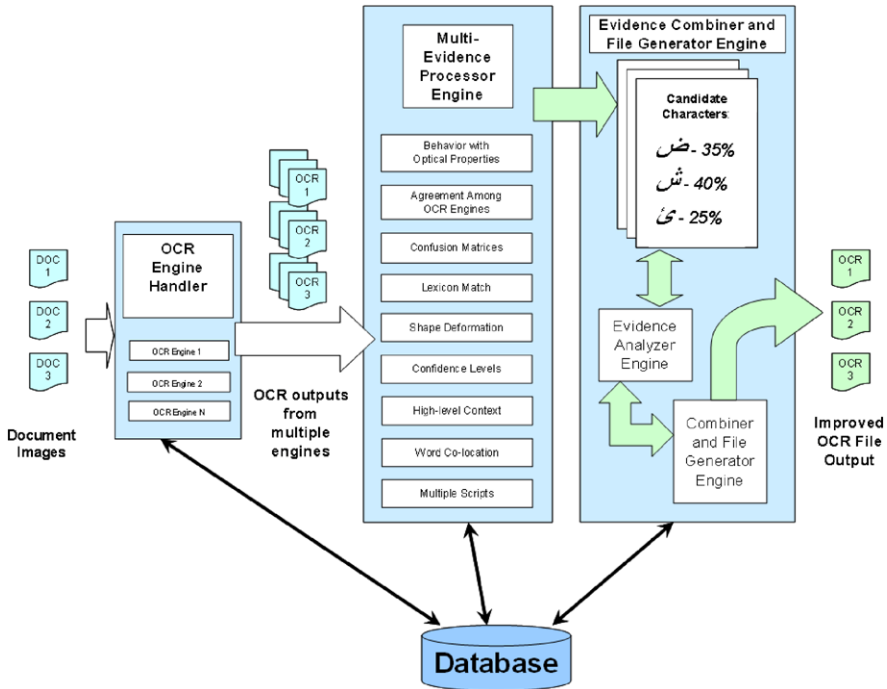 DOC
1
DOC
2
DOC
3
Document
Images
OCR
Engine
Handler
OCR Engine 1
OCR Engine 2
OCR Engine N
OCR
1
OCR
2
OCR
3
OCR outputs
from
multiple
engines
Multi-
Evidence
Processor
Engine
Behavior with
Optical Properties
Agreement Among
OCR Engines
Confusion Matrices
Lexicon Match
Shape Deformation
Confidence Levels
High-level Context
Word Co-location
Multiple Scripts
Evidence Combiner and
File Generator Engine
Candidate
Characters:
ض - 35%
ش - 40%
ئ - 25%
Evidence
Analyzer
Engine
Combiner
and File
Generator
Engine
OCR
1
OCR
2
OCR
3
Improved
OCR File
Output
Database